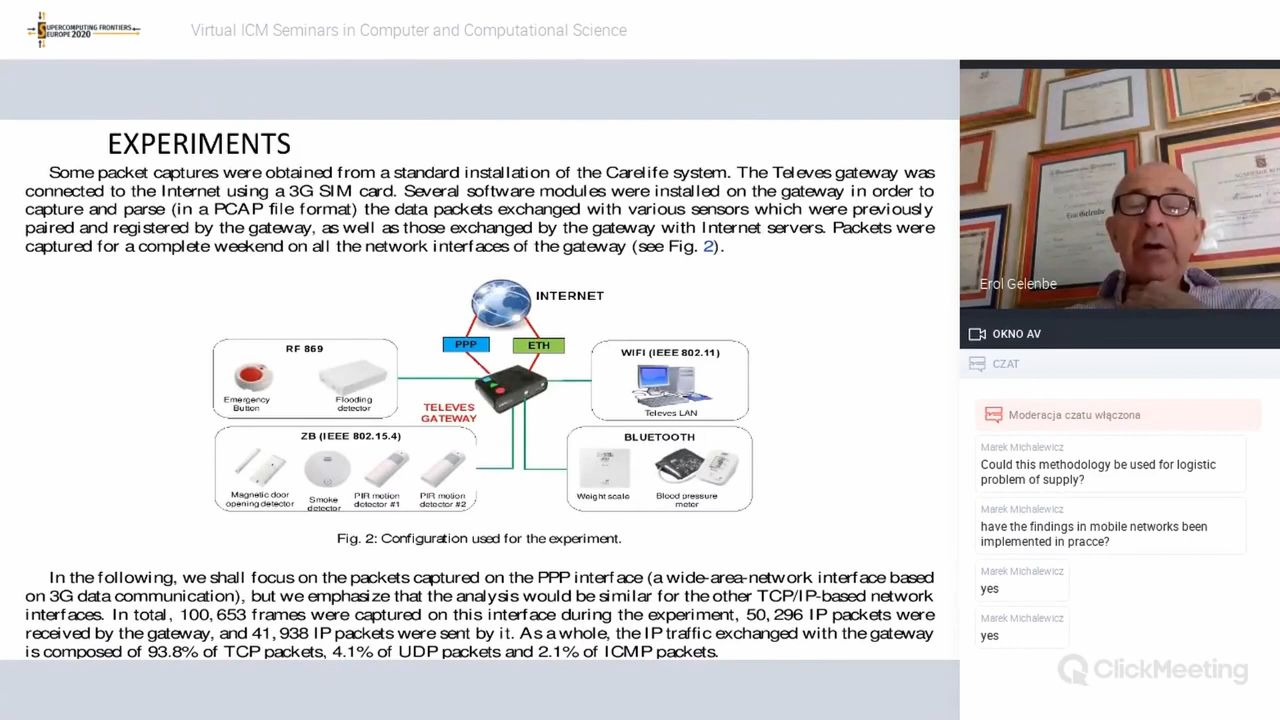 SUPERCOMPUTING FRONTIERS
EUROPE 2020
Virtual ICM Seminars in Computer and Computational Science
EXPERIMENTS
Some packet captures were obtained from a standard installation of the Carelife system. The Televes gateway was
connected to the Internet using a 3G SIM card. Several software modules were installed on the gateway in order to
capture and parse (in a PCAP file format) the data packets exchanged with various sensors which were previously
paired and registered by the gateway, as well as those exchanged by the gateway with Internet servers. Packets were
captured for a complete weekend on all the network interfaces of the gateway (see Fig. 2).
INTERNET
PPP
ETH
RF 869
Emergency
Button
Flooding
detector
TELEVES
GATEWAY
WIFI (IEEE 802.11)
Televes LAN
ZB (IEEE 802.15.4)
Magnetic door
opening detector
Smoke
detector
PIR motion
detector #1
PIR motion
detector #2
BLUETOOTH
Weight scale
Blood pressure
meter
Fig. 2: Configuration used for the experiment.
In the following, we shall focus on the packets captured on the PPP interface (a wide-area-network interface based
on 3G data communication), but we emphasize that the analysis would be similar for the other TCP/IP-based network
interfaces. In total, 100, 653 frames were captured on this interface during the experiment, 50, 296 IP packets were
received by the gateway, and 41, 938 IP packets were sent by it. As a whole, the IP traffic exchanged with the gateway
is composed of 93.8% of TCP packets, 4.1% of UDP packets and 2.1% of ICMP packets.
Erol Gelenbe
Erol Gelenbe
OKNO AV
CZAT
Moderacja czatu włączona
Marek Michalewicz
Could this methodology be used for logistic
problem of supply?
Marek Michalewicz
have the findings in mobile networks been
implemented in pracce?
Marek Michalewicz
yes
Marek Michalewicz
yes
ClickMeeting